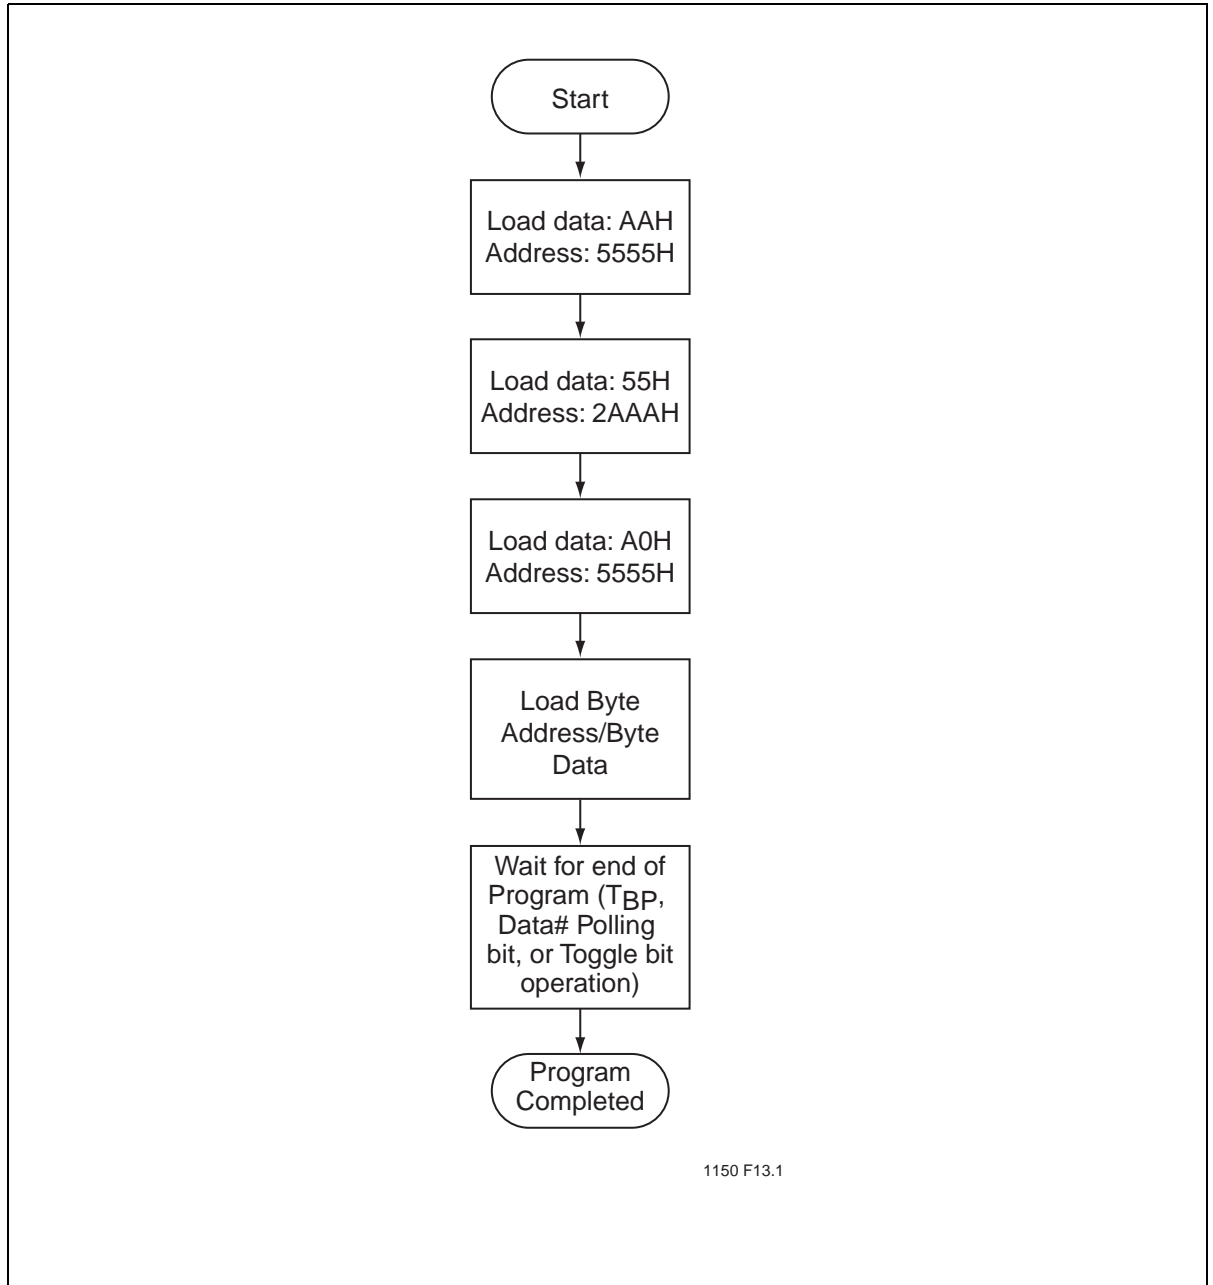 Start
Load data: AAH
Address: 5555H
Load data: 55H
Address: 2AAAH
Load data: A0H
Address: 5555H
Load Byte
Address/Byte
Data
Wait for end of
Program (TBP,
Data# Polling
bit, or Toggle bit
operation)
Program
Completed
1150 F13.1